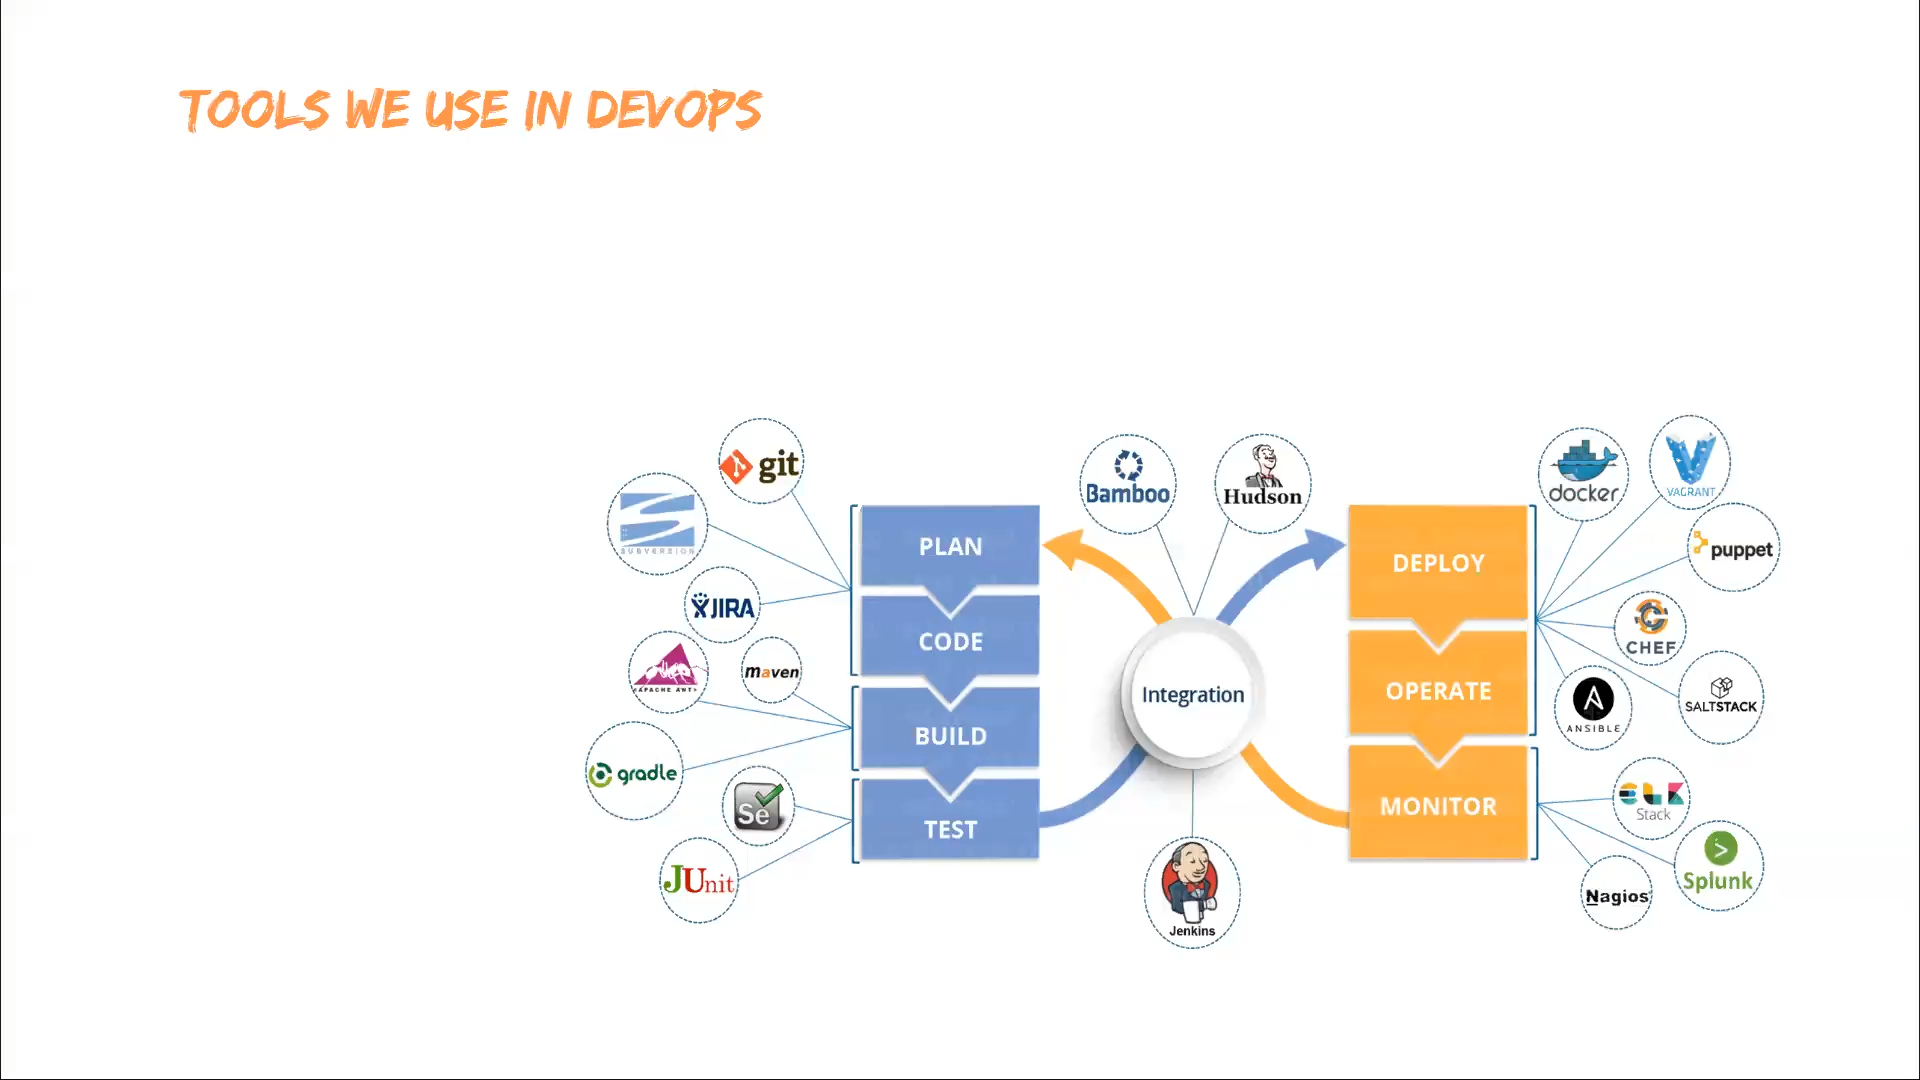 TOOLS WE USE IN DEVOPS
git
SUBVERSION
JIRA
APACHE ANT
maven
gradle
Se
JUnit
PLAN
CODE
BUILD
TEST
Bamboo
Hudson
Integration
Jenkins
DEPLOY
OPERATE
MONITOR
docker
VAGRANT
puppet
CHEF
SALTSTACK
ANSIBLE
ELK
Stack
Splunk
Nagios